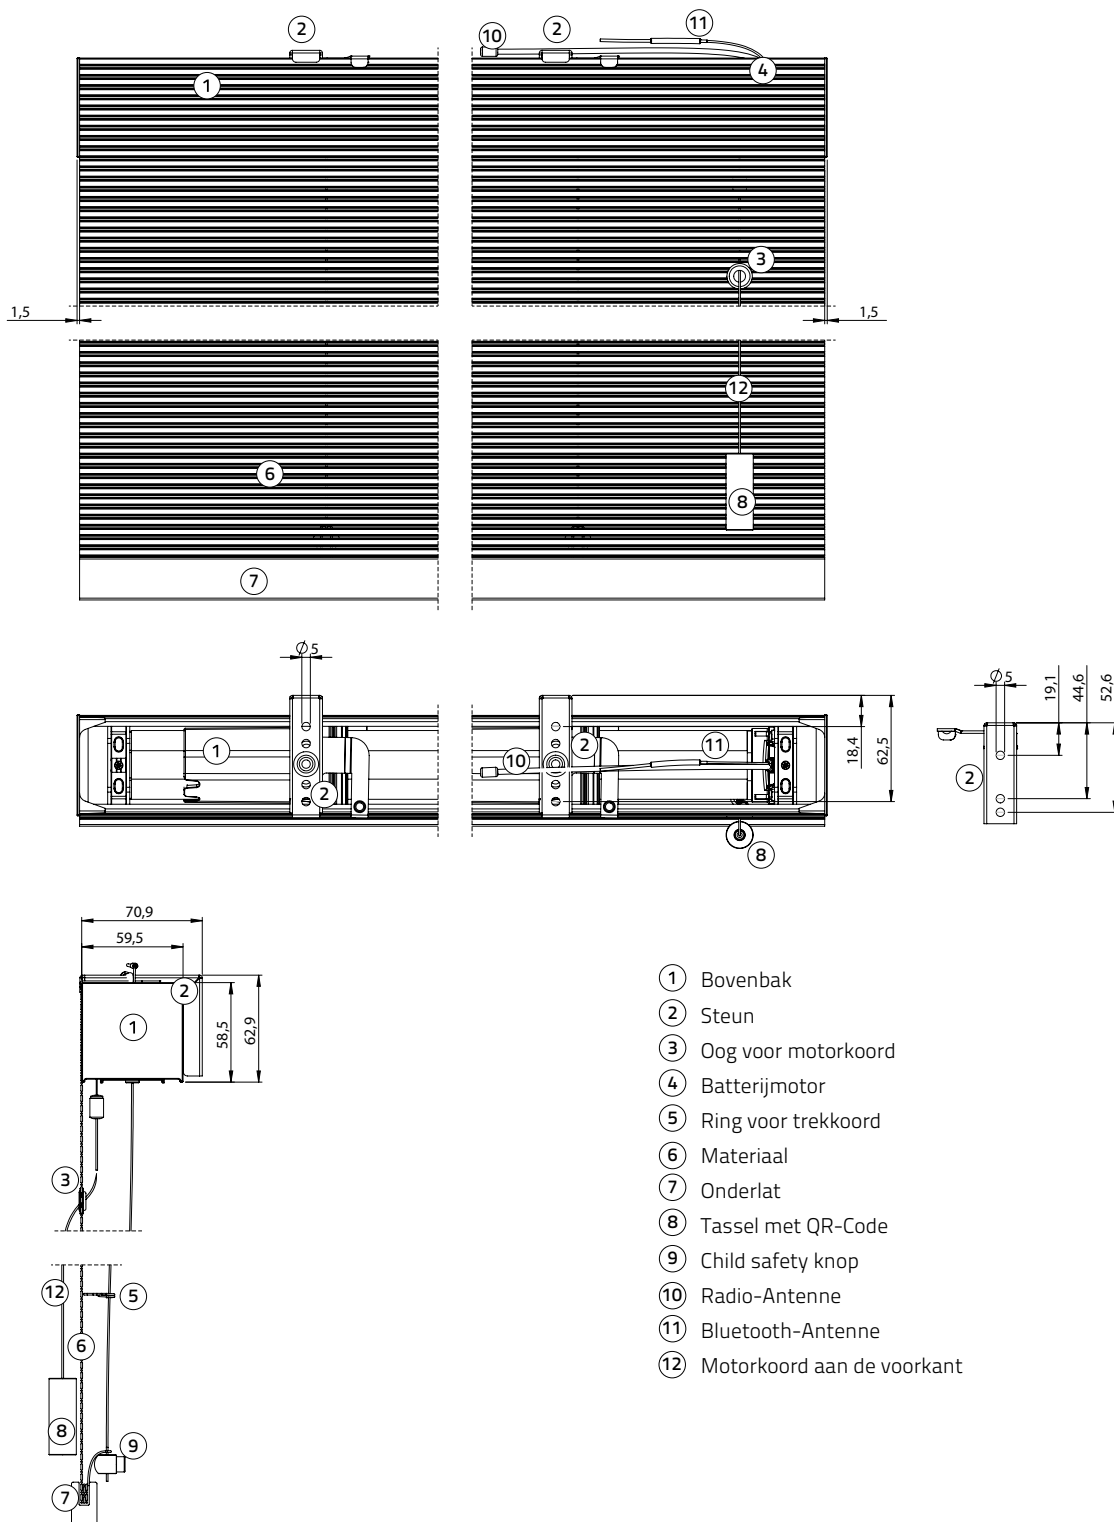 2
10
2
11
4
1
3
1,5
1,5
12
6
8
7
Ø 5
1
2
10
2
11
18,4
62,5
8
Ø 5
19,1
44,6
52,6
2
70,9
59,5
2
1
58,5
62,9
3
12
5
6
8
9
7
1 Bovenbak
2 Steun
3 Oog voor motorkoord
4 Batterijmotor
5 Ring voor trekkoord
6 Materiaal
7 Onderlat
8 Tassel met QR-Code
9 Child safety knop
10 Radio-Antenne
11 Bluetooth-Antenne
12 Motorkoord aan de voorkant